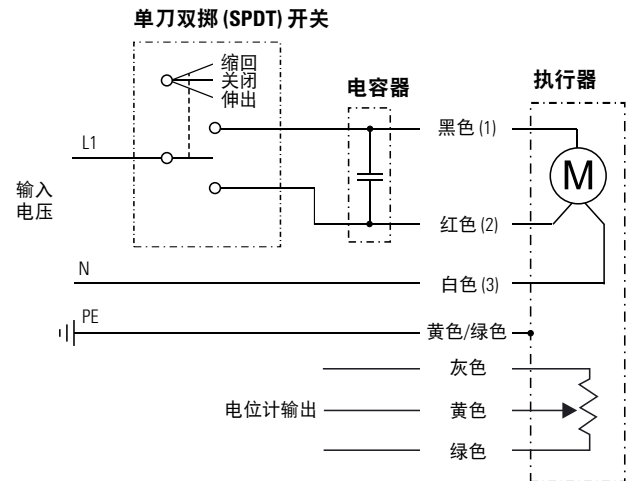 单刀双掷 (SPDT) 开关
缩回
关闭
伸出
电容器
执行器
L1
输入
电压
黑色 (1)
M
红色 (2)
N
白色 (3)
PE
黄色/绿色
灰色
电位计输出
黄色
绿色